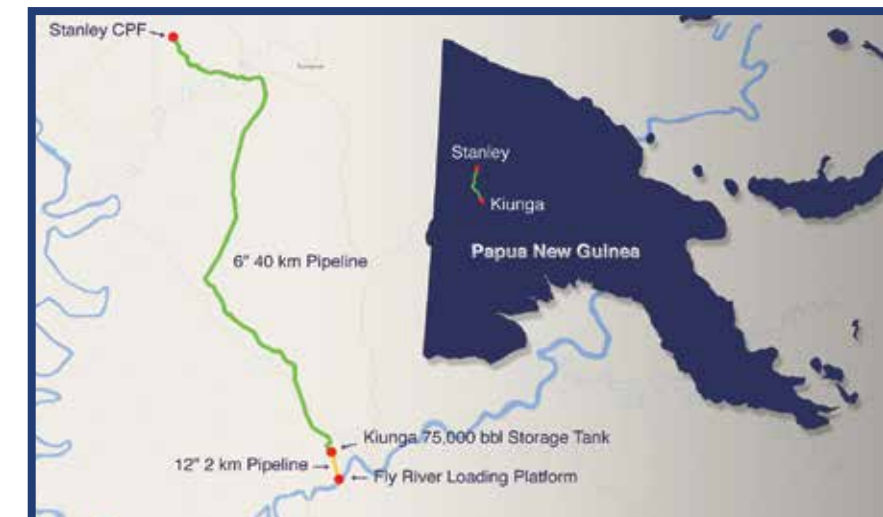 Stanley CPF
Stanley
Kiunga
Papua New Guinea
6" 40 km Pipeline
Kiunga 75,000 bbl Storage Tank
12" 2 km Pipeline
Fly River Loading Platform